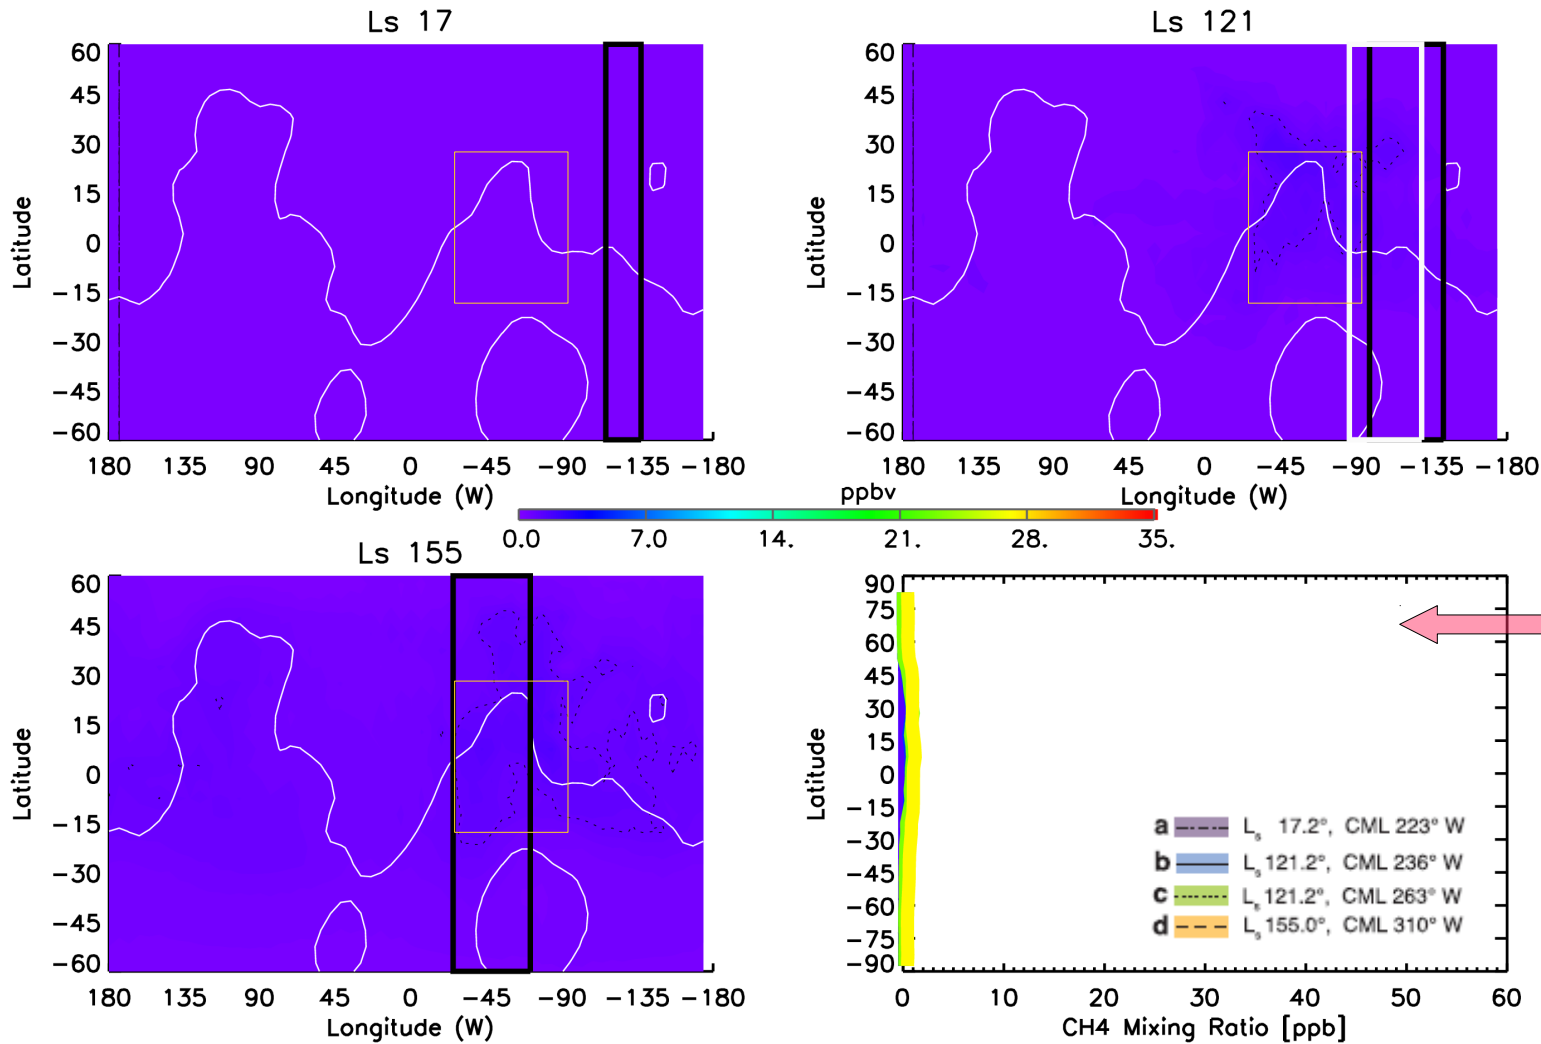 Ls 17
60
45
30
15
0
−15
−30
−45
−60
Latitude
180 135 90 45 0 −45 −90 −135 −180
Longitude (W)
Ls 121
60
45
30
15
0
−15
−30
−45
−60
Latitude
180 135 90 45 0 −45 −90 −135 −180
Longitude (W)
ppbv
0.0 7.0 14. 21. 28. 35.
Ls 155
60
45
30
15
0
−15
−30
−45
−60
Latitude
180 135 90 45 0 −45 −90 −135 −180
Longitude (W)
90
75
60
45
30
15
0
−15
−30
−45
−60
−75
−90
Latitude
a Ls 17.2°, CML 223° W
b Ls 121.2°, CML 236° W
c Ls 121.2°, CML 263° W
d Ls 155.0°, CML 310° W
0 10 20 30 40 50 60
CH4 Mixing Ratio [ppb]